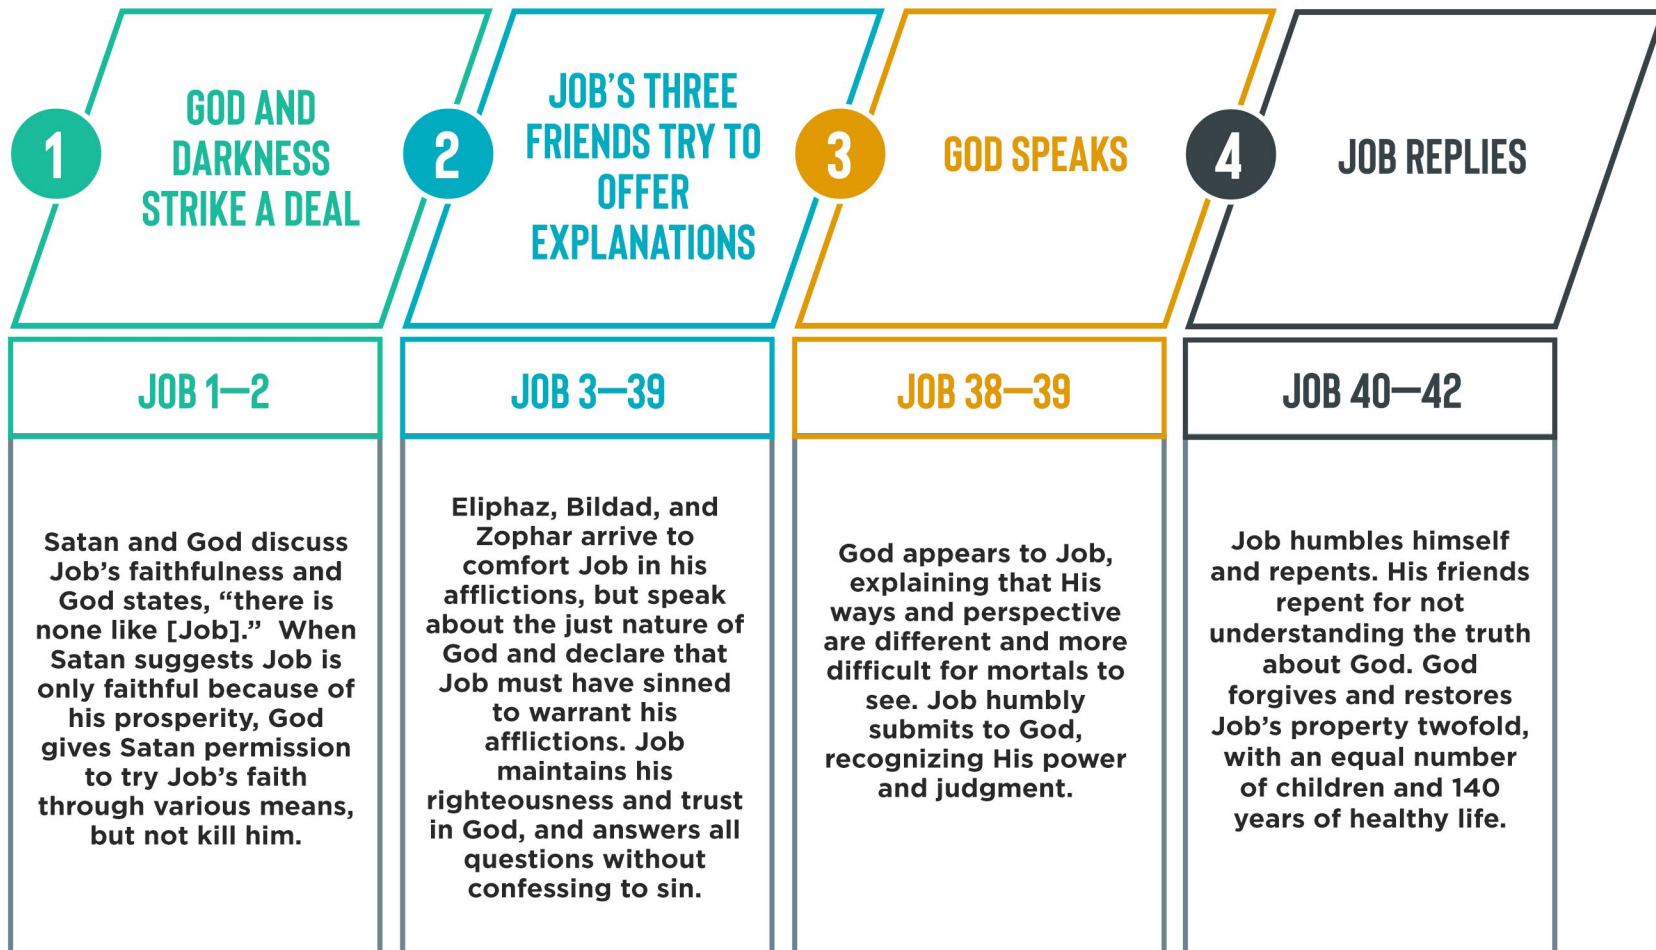 1
GOD AND
DARKNESS
STRIKE A DEAL
JOB 1—2
Satan and God discuss
Job’s faithfulness and
God states, “there is
none like [Job].”  When
Satan suggests Job is
only faithful because of
his prosperity, God
gives Satan permission
to try Job’s faith
through various means,
but not kill him.
2
JOB’S THREE
FRIENDS TRY TO
OFFER
EXPLANATIONS
JOB 3—39
Eliphaz, Bildad, and
Zophar arrive to
comfort Job in his
afflictions, but speak
about the just nature of
God and declare that
Job must have sinned
to warrant his
afflictions. Job
maintains his
righteousness and trust
in God, and answers all
questions without
confessing to sin.
3
GOD SPEAKS
JOB 38—39
God appears to Job,
explaining that His
ways and perspective
are different and more
difficult for mortals to
see. Job humbly
submits to God,
recognizing His power
and judgment.
4
JOB REPLIES
JOB 40—42
Job humbles himself
and repents. His friends
repent for not
understanding the truth
about God. God
forgives and restores
Job’s property twofold,
with an equal number
of children and 140
years of healthy life.